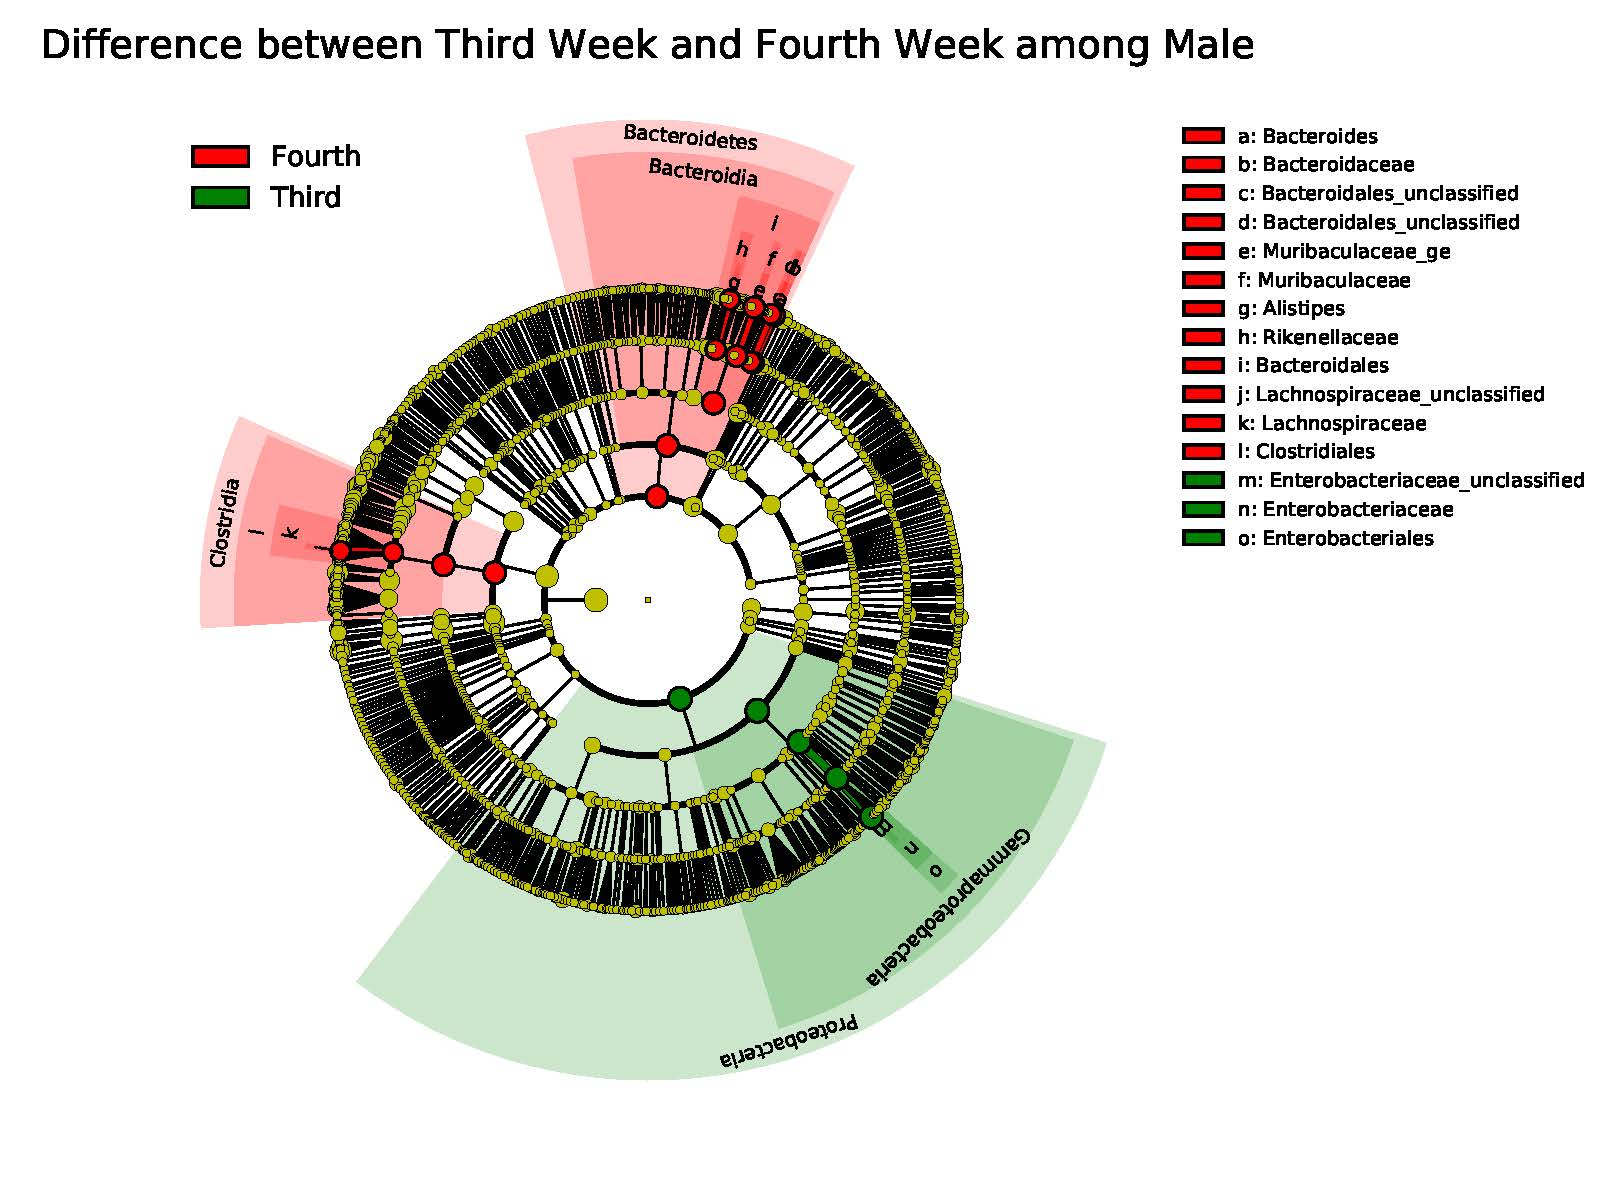 Difference between Third Week and Fourth Week among Male
Fourth
Third
Bacteroidetes
Bacteroidia
i
h
f
d
b
g
e
a: Bacteroides
b: Bacteroidaceae
c: Bacteroidales_unclassified
d: Bacteroidales_unclassified
e: Muribaculaceae_ge
f: Muribaculaceae
g: Alistipes
h: Rikenellaceae
i: Bacteroidales
j: Lachnospiraceae_unclassified
k: Lachnospiraceae
l: Clostridiales
m: Enterobacteriaceae_unclassified
n: Enterobacteriaceae
o: Enterobacteriales
Clostridia
l
k
j
m
n
o
Gammaproteobacteria
Proteobacteria